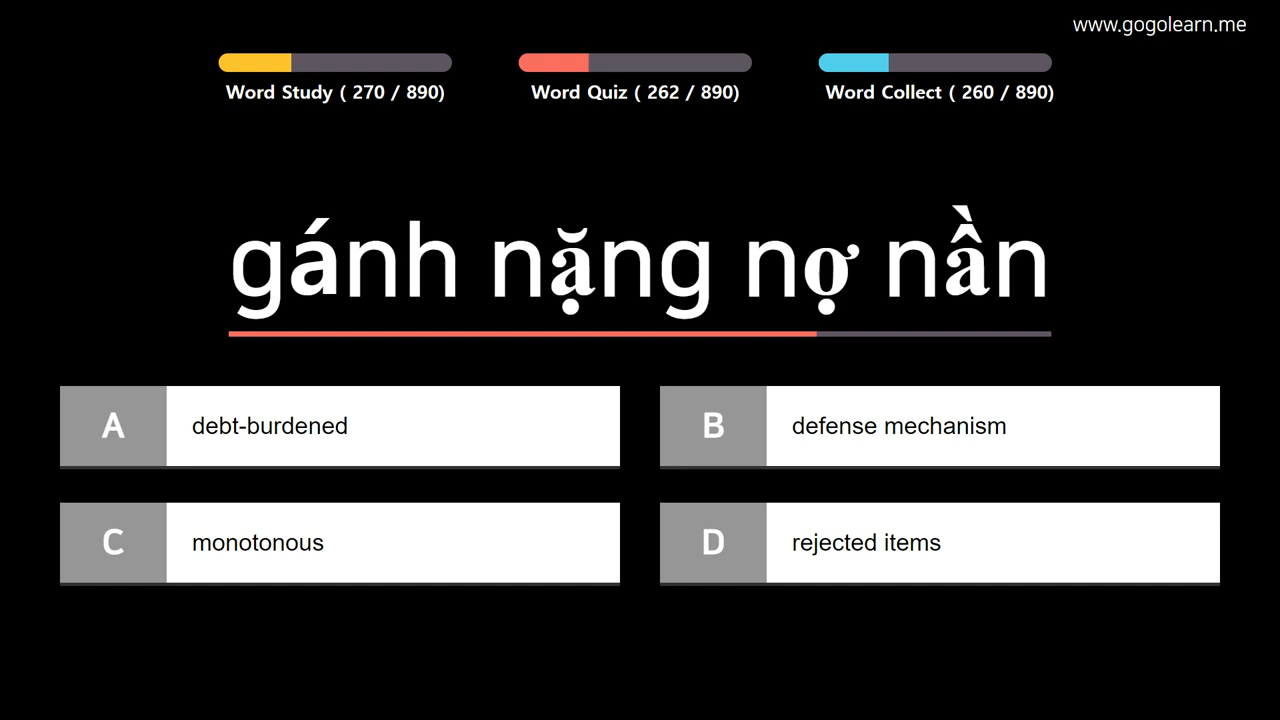 www.gogolearn.me
Word Study ( 270 / 890)
Word Quiz ( 262 / 890)
Word Collect ( 260 / 890)
gánh nặng nợ nần
A debt-burdened
B defense mechanism
C monotonous
D rejected items